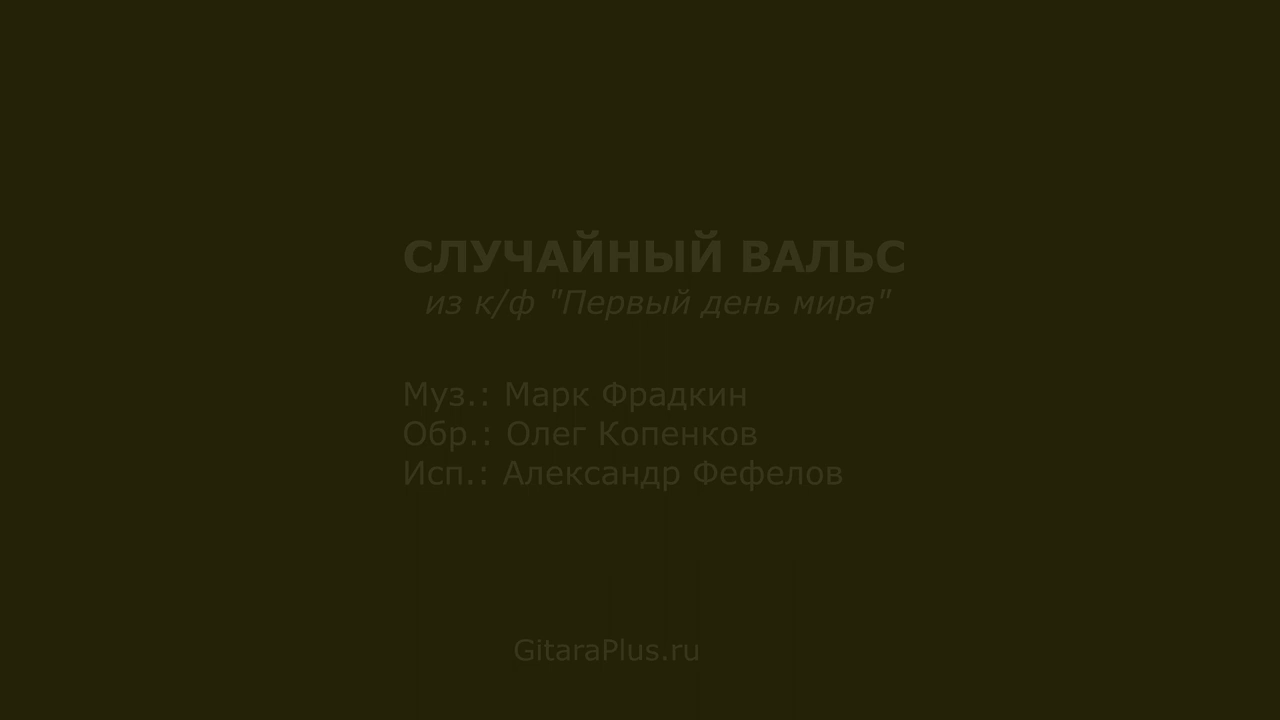 СЛУЧАЙНЫЙ ВАЛЬС
из к/ф "Первый день мира"
Муз.: Марк Фрадкин
Обр.: Олег Копенков
Исп.: Александр Фефелов
GitaraPlus.ru